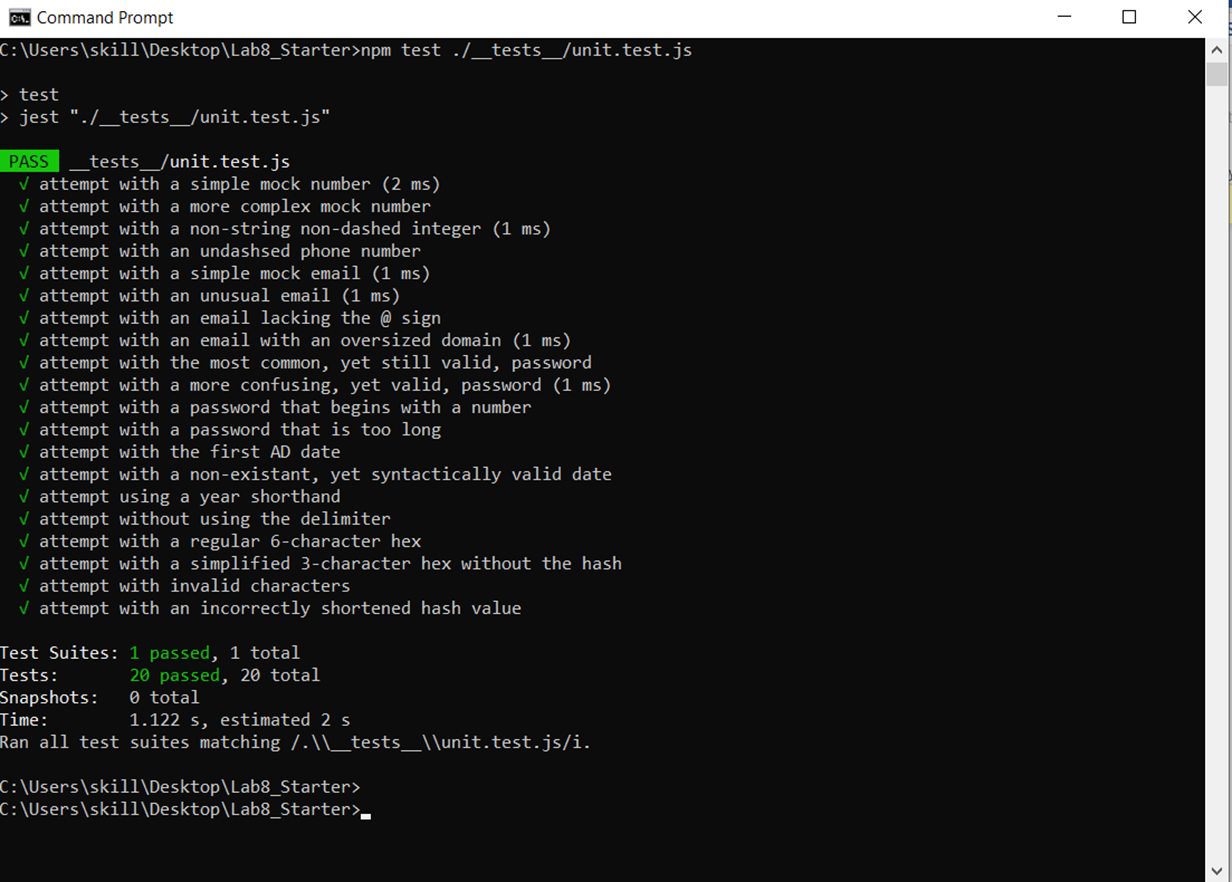 Command Prompt
C:\Users\skill\Desktop\Lab8_Starter>npm test ./__tests__/unit.test.js
> test
> jest "./__tests__/unit.test.js"
PASS __tests__/unit.test.js
√ attempt with a simple mock number (2 ms)
√ attempt with a more complex mock number
√ attempt with a non-string non-dashed integer (1 ms)
√ attempt with an undashsed phone number
√ attempt with a simple mock email (1 ms)
√ attempt with an unusual email (1 ms)
√ attempt with an email lacking the @ sign
√ attempt with an email with an oversized domain (1 ms)
√ attempt with the most common, yet still valid, password
√ attempt with a more confusing, yet valid, password (1 ms)
√ attempt with a password that begins with a number
√ attempt with a password that is too long
√ attempt with the first AD date
√ attempt with a non-existant, yet syntactically valid date
√ attempt using a year shorthand
√ attempt without using the delimiter
√ attempt with a regular 6-character hex
√ attempt with a simplified 3-character hex without the hash
√ attempt with invalid characters
√ attempt with an incorrectly shortened hash value
Test Suites: 1 passed, 1 total
Tests: 20 passed, 20 total
Snapshots: 0 total
Time: 1.122 s, estimated 2 s
Ran all test suites matching /.\\__tests__\\unit.test.js/i.
C:\Users\skill\Desktop\Lab8_Starter>
C:\Users\skill\Desktop\Lab8_Starter>